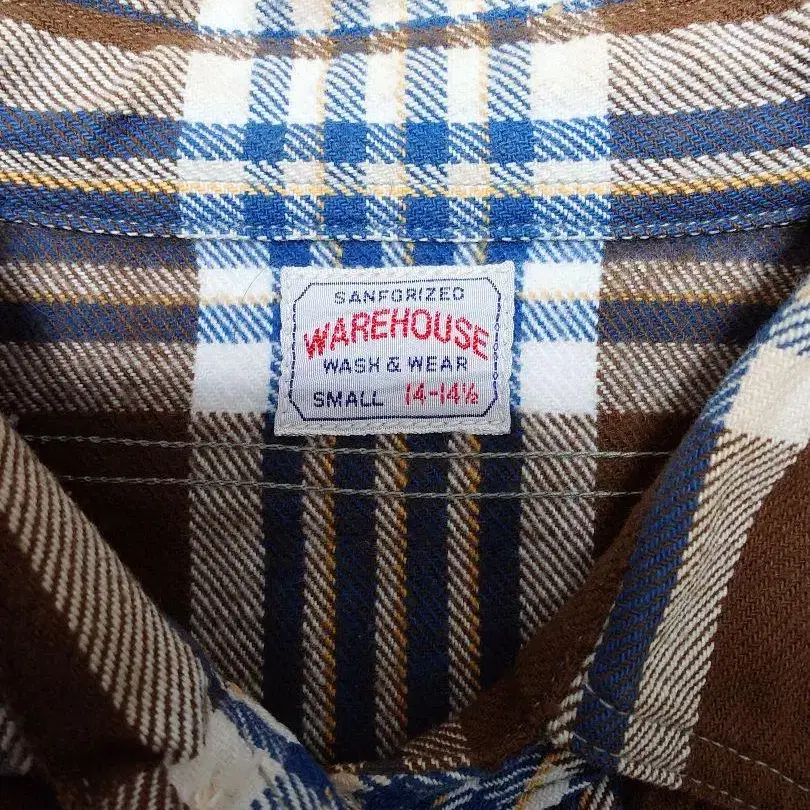 SANFORIZED
WAREHOUSE
WASH & WEAR
SMALL 14-14½